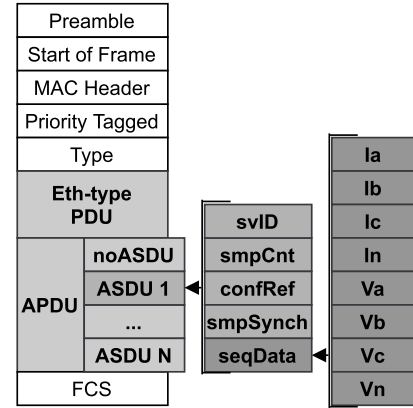 Preamble
Start of Frame
MAC Header
Priority Tagged
Type
Eth-type
PDU
APDU
noASDU
ASDU 1
...
ASDU N
FCS
svID
smpCnt
confRef
smpSynch
seqData
Ia
Ib
Ic
In
Va
Vb
Vc
Vn